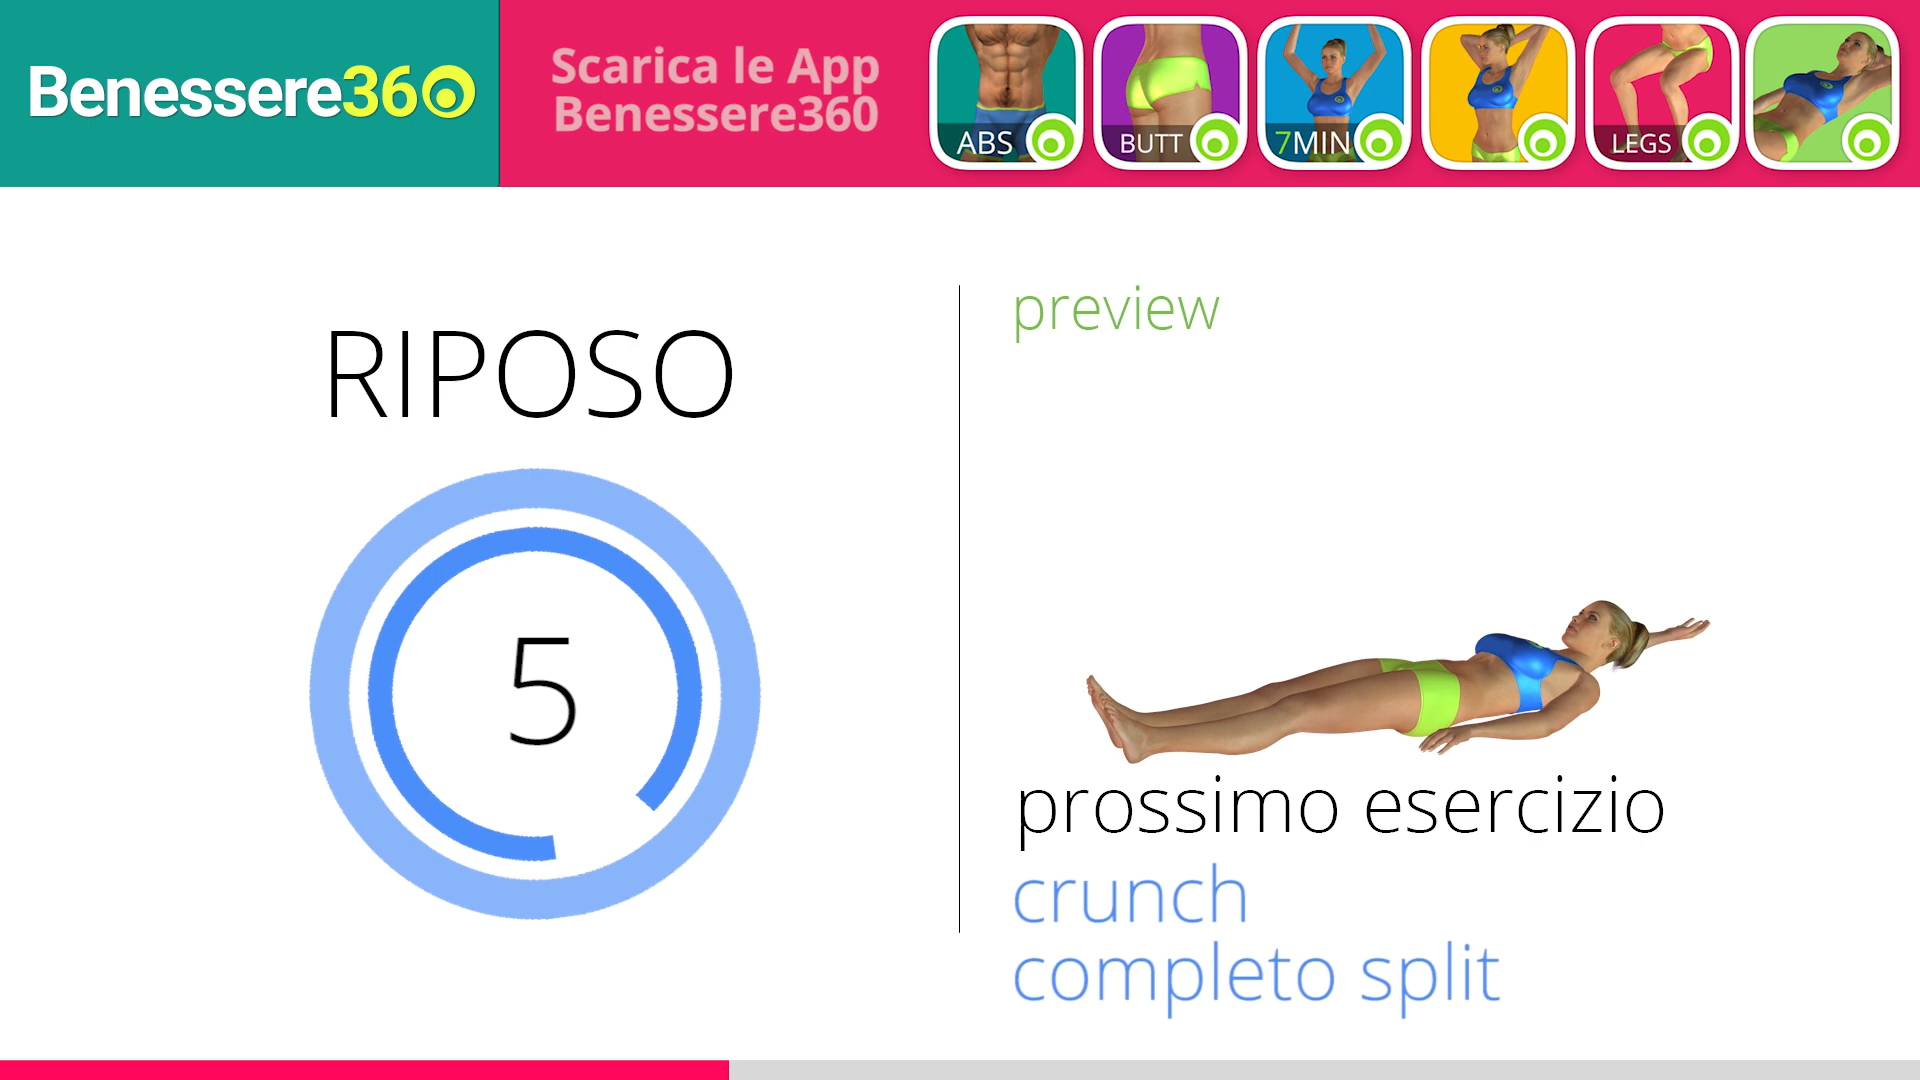 Benessere360
Scarica le App
Benessere360
ABS
BUTT
7MIN
LEGS
RIPOSO
5
preview
prossimo esercizio
crunch
completo split